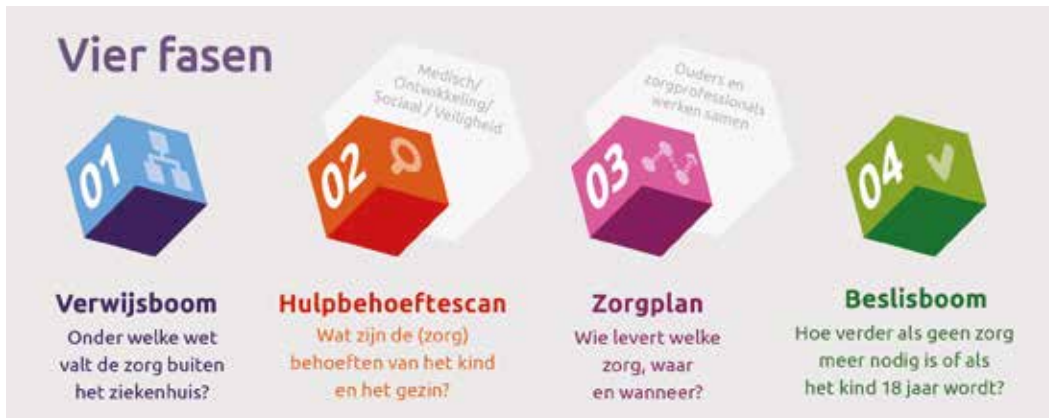 Vier fasen
01
Verwijsboom
Onder welke wet
valt de zorg buiten
het ziekenhuis?
Medisch/
Ontwikkeling/
Sociaal / Veiligheid
02
Hulpbehoeftescan
Wat zijn de (zorg)
behoeften van het kind
en het gezin?
Ouders en
zorgprofessionals
werken samen
03
Zorgplan
Wie levert welke
zorg, waar
en wanneer?
04
Beslisboom
Hoe verder als geen zorg
meer nodig is of als
het kind 18 jaar wordt?